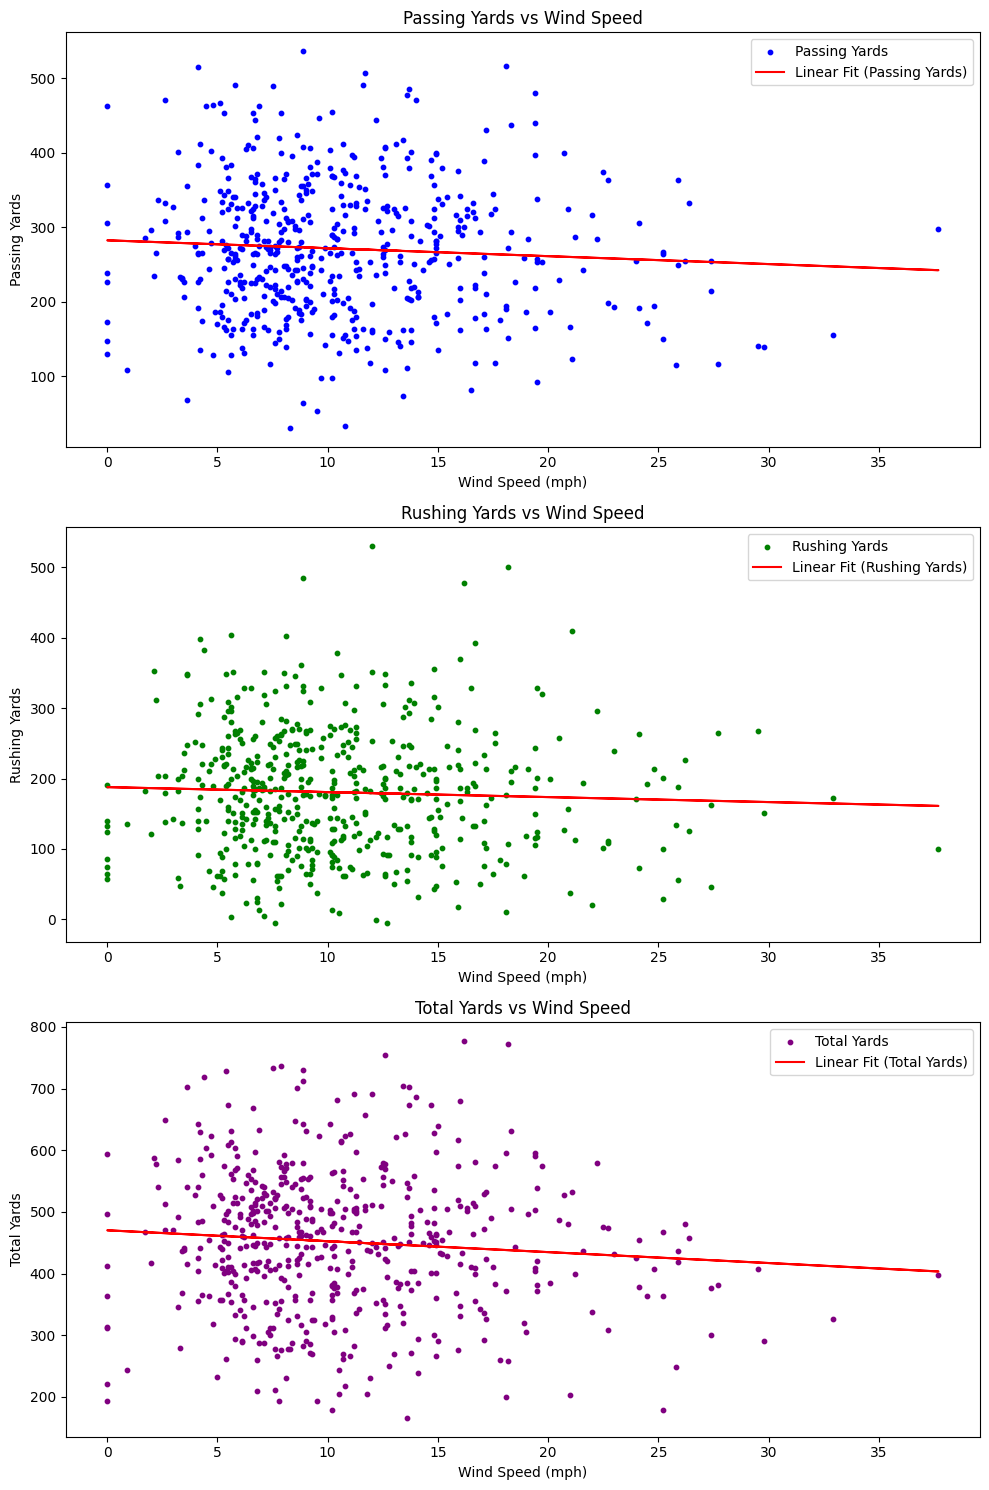 Passing Yards vs Wind Speed
Passing Yards
Linear Fit (Passing Yards)
500
400
300
200
100
Passing Yards
0 5 10 15 20 25 30 35
Wind Speed (mph)
Rushing Yards vs Wind Speed
Rushing Yards
Linear Fit (Rushing Yards)
500
400
300
200
100
0
Rushing Yards
0 5 10 15 20 25 30 35
Wind Speed (mph)
Total Yards vs Wind Speed
Total Yards
Linear Fit (Total Yards)
800
700
600
500
400
300
200
Total Yards
0 5 10 15 20 25 30 35
Wind Speed (mph)